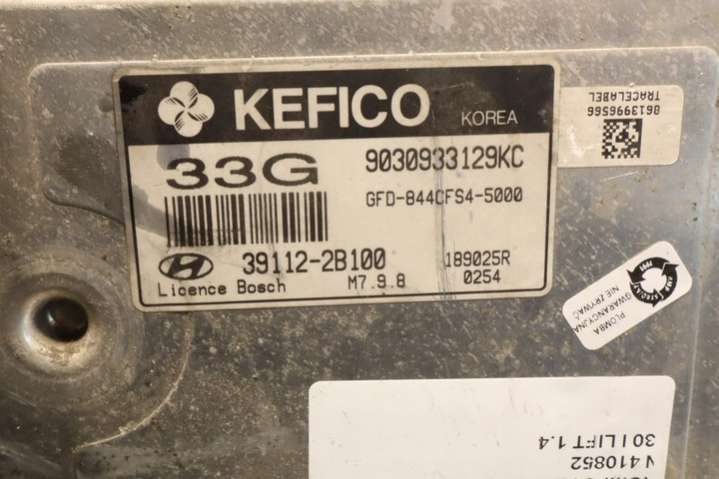 KEFICO KOREA
33G 9030933129KC
GFD-844CFS4-5000
39112-2B100 189025R
Licence Bosch M7.9.8 0254
86139996566
TRACELABEL
PLOMBA
GWARANCYJNA
NIE ZRYWAĆ
V 410852
30 I LIFT 1.4